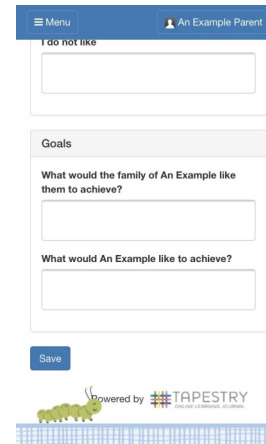 Menu
An Example Parent
I do not like
Goals
What would the family of An Example like
them to achieve?
What would An Example like to achieve?
Save
Powered by TAPESTRY
ONLINE LEARNING JOURNAL